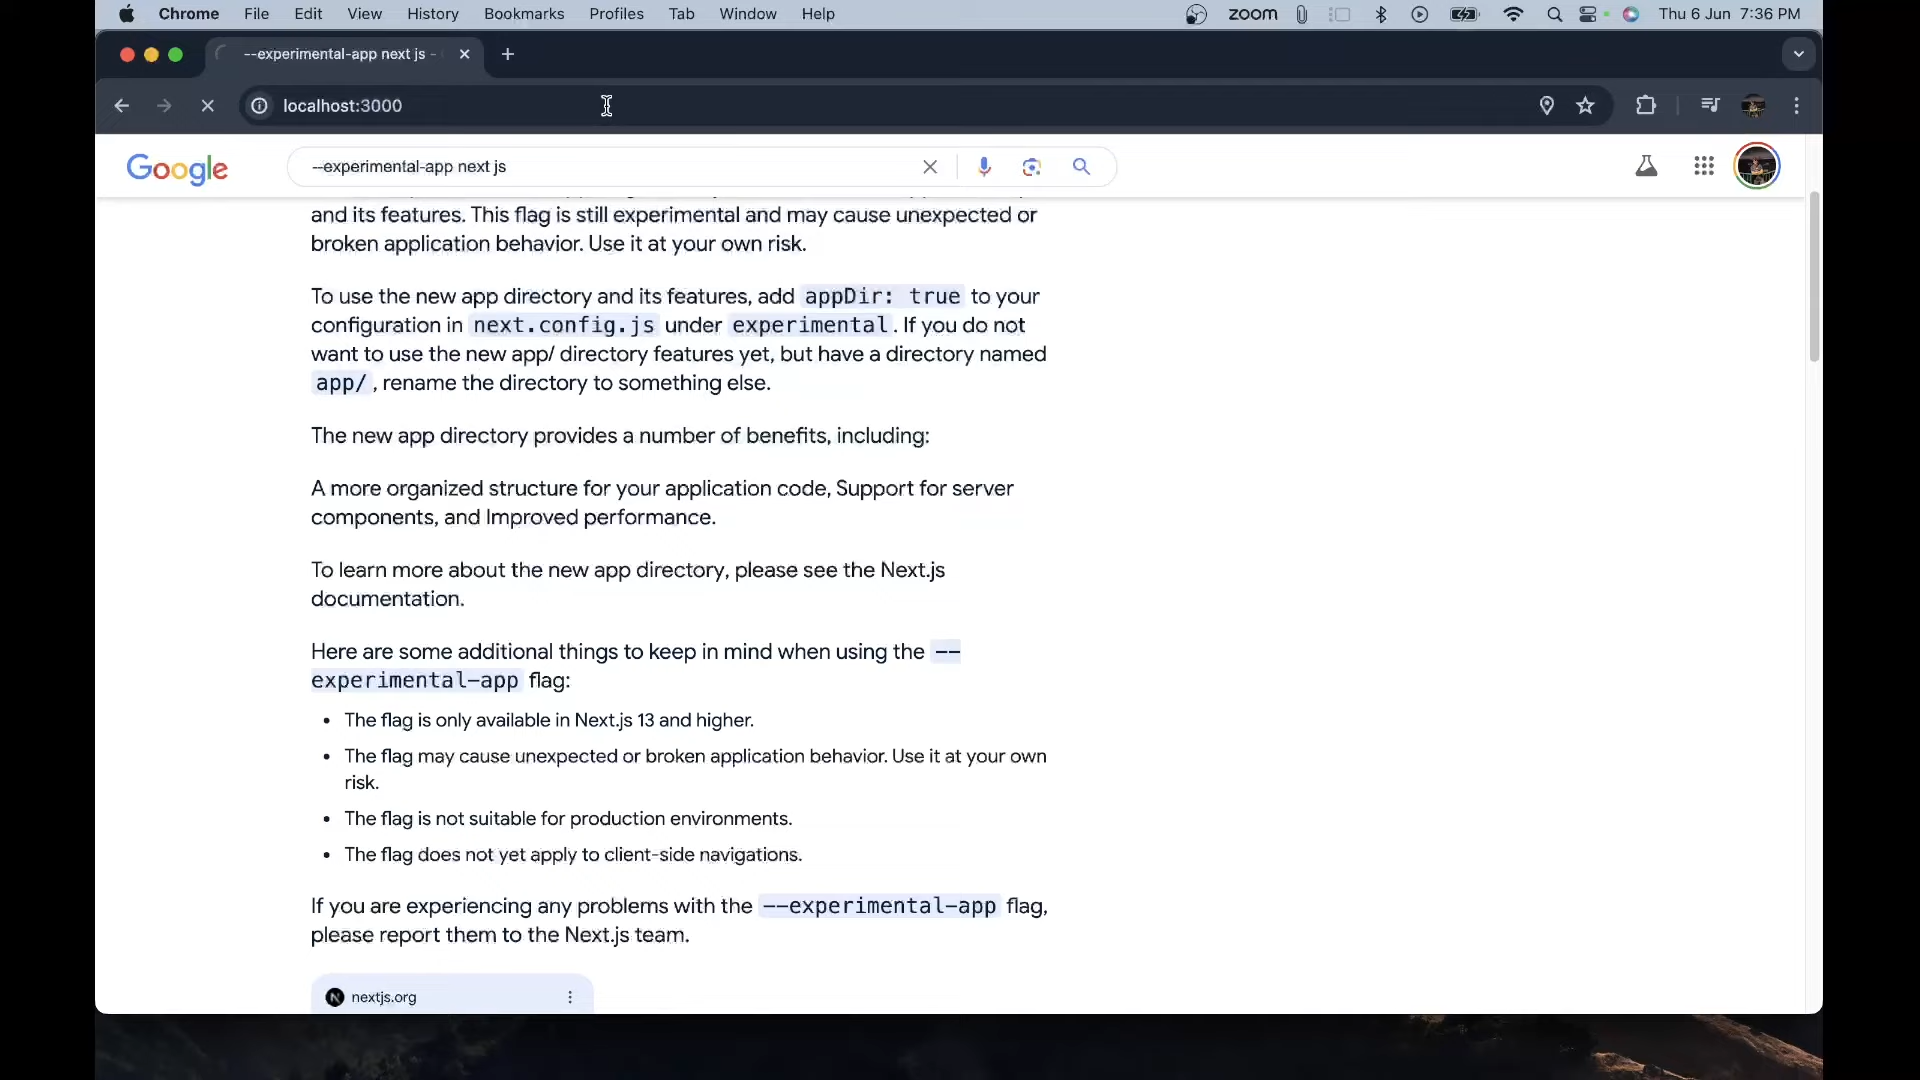 Chrome File Edit View History Bookmarks Profiles Tab Window Help zoom Thu 6 Jun 7:36 PM
--experimental-app next js -
localhost:3000
Google --experimental-app next js
and its features. This flag is still experimental and may cause unexpected or
broken application behavior. Use it at your own risk.
To use the new app directory and its features, add appDir: true to your
configuration in next.config.js under experimental. If you do not
want to use the new app/ directory features yet, but have a directory named
app/, rename the directory to something else.
The new app directory provides a number of benefits, including:
A more organized structure for your application code, Support for server
components, and Improved performance.
To learn more about the new app directory, please see the Next.js
documentation.
Here are some additional things to keep in mind when using the --
experimental-app flag:
• The flag is only available in Next.js 13 and higher.
• The flag may cause unexpected or broken application behavior. Use it at your own
risk.
• The flag is not suitable for production environments.
• The flag does not yet apply to client-side navigations.
If you are experiencing any problems with the --experimental-app flag,
please report them to the Next.js team.
N nextjs.org